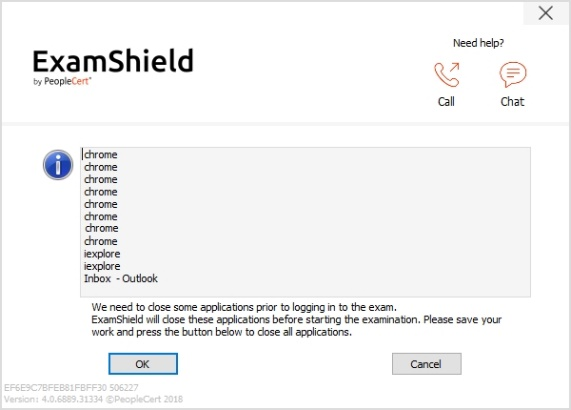 Need help?
ExamShield
by PeopleCert
Call
Chat
chrome
chrome
chrome
chrome
chrome
chrome
chrome
chrome
iexplore
iexplore
Inbox - Outlook
We need to close some applications prior to logging in to the exam.
ExamShield will close these applications before starting the examination. Please save your
work and press the button below to close all applications.
OK
Cancel
EF6E9C7BFEB81FBFF30 506227
Version: 4.0.6889.31334 ©PeopleCert 2018